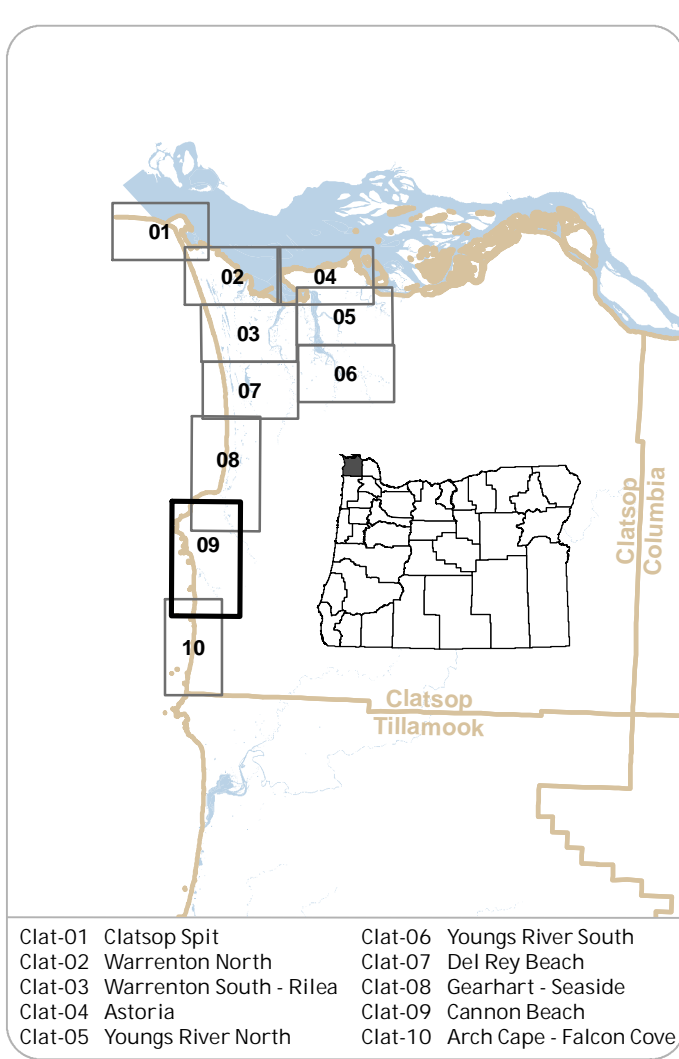 01
02
04
05
03
06
07
08
09
10
Clatsop
Columbia
Clatsop
Tillamook
Clat-01 Clatsop Spit
Clat-02 Warrenton North
Clat-03 Warrenton South - Rilea
Clat-04 Astoria
Clat-05 Youngs River North
Clat-06 Youngs River South
Clat-07 Del Rey Beach
Clat-08 Gearhart - Seaside
Clat-09 Cannon Beach
Clat-10 Arch Cape - Falcon Cove